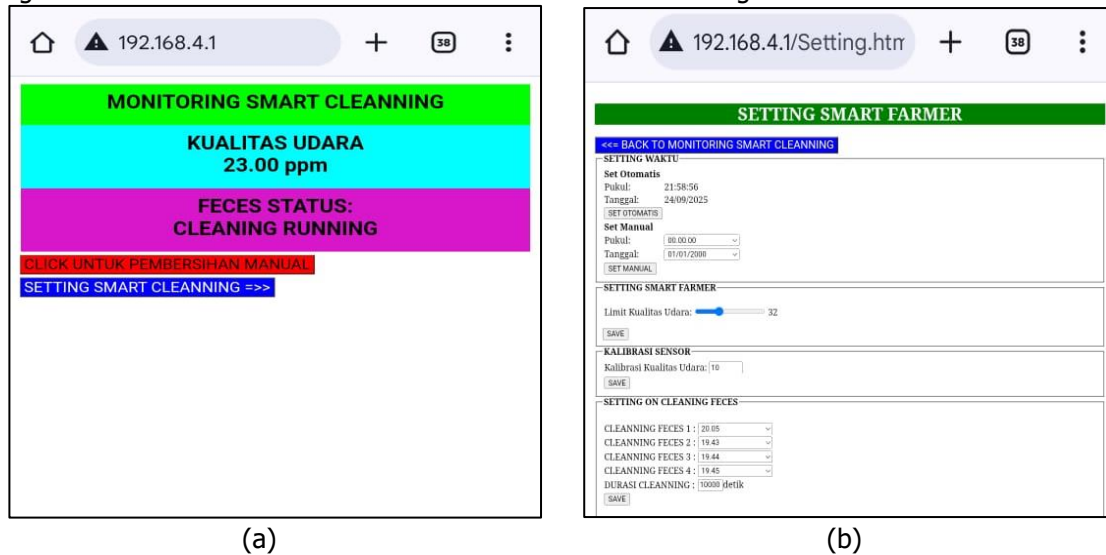 192.168.4.1
38
MONITORING SMART CLEANNING
KUALITAS UDARA
23.00 ppm
FECES STATUS:
CLEANING RUNNING
CLICK UNTUK PEMBERSIHAN MANUAL
SETTING SMART CLEANNING =>>
(a)
192.168.4.1/Setting.htm
38
SETTING SMART FARMER
<<= BACK TO MONITORING SMART CLEANNING
SETTING WAKTU
Set Otomatis
Pukul: 21:58:56
Tanggal: 24/09/2025
SET OTOMATIS
Set Manual
Pukul: 00.00.00
Tanggal: 01/01/2000
SET MANUAL
SETTING SMART FARMER
Limit Kualitas Udara: 32
SAVE
KALIBRASI SENSOR
Kalibrasi Kualitas Udara: 10
SAVE
SETTING ON CLEANING FECES
CLEANNING FECES 1 : 20.05
CLEANNING FECES 2 : 19.43
CLEANNING FECES 3 : 19.44
CLEANNING FECES 4 : 19.45
DURASI CLEANNING : 10000 detik
SAVE
(b)